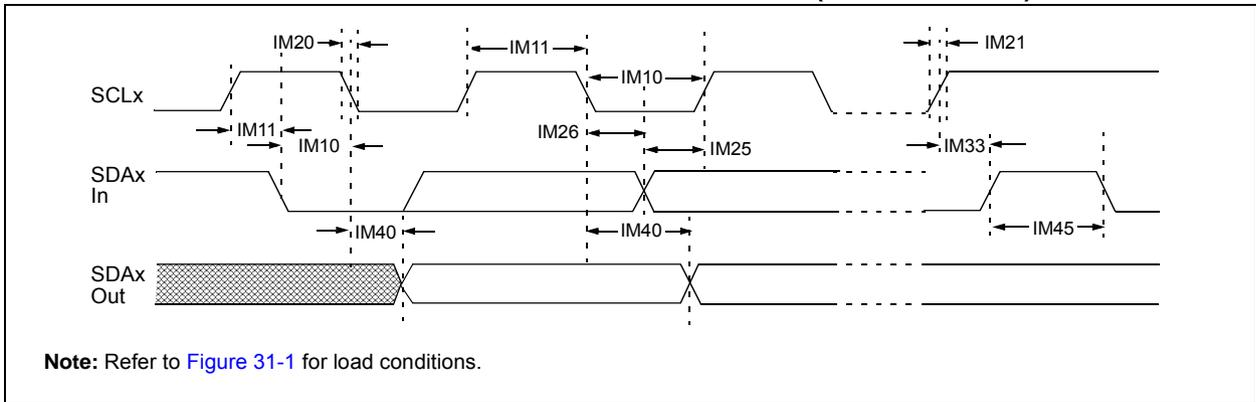 IM20
IM11
IM21
IM10
SCLx
IM11
IM26
IM10
IM25
IM33
SDAx
In
IM40
IM40
IM45
SDAx
Out
Note: Refer to Figure 31-1 for load conditions.